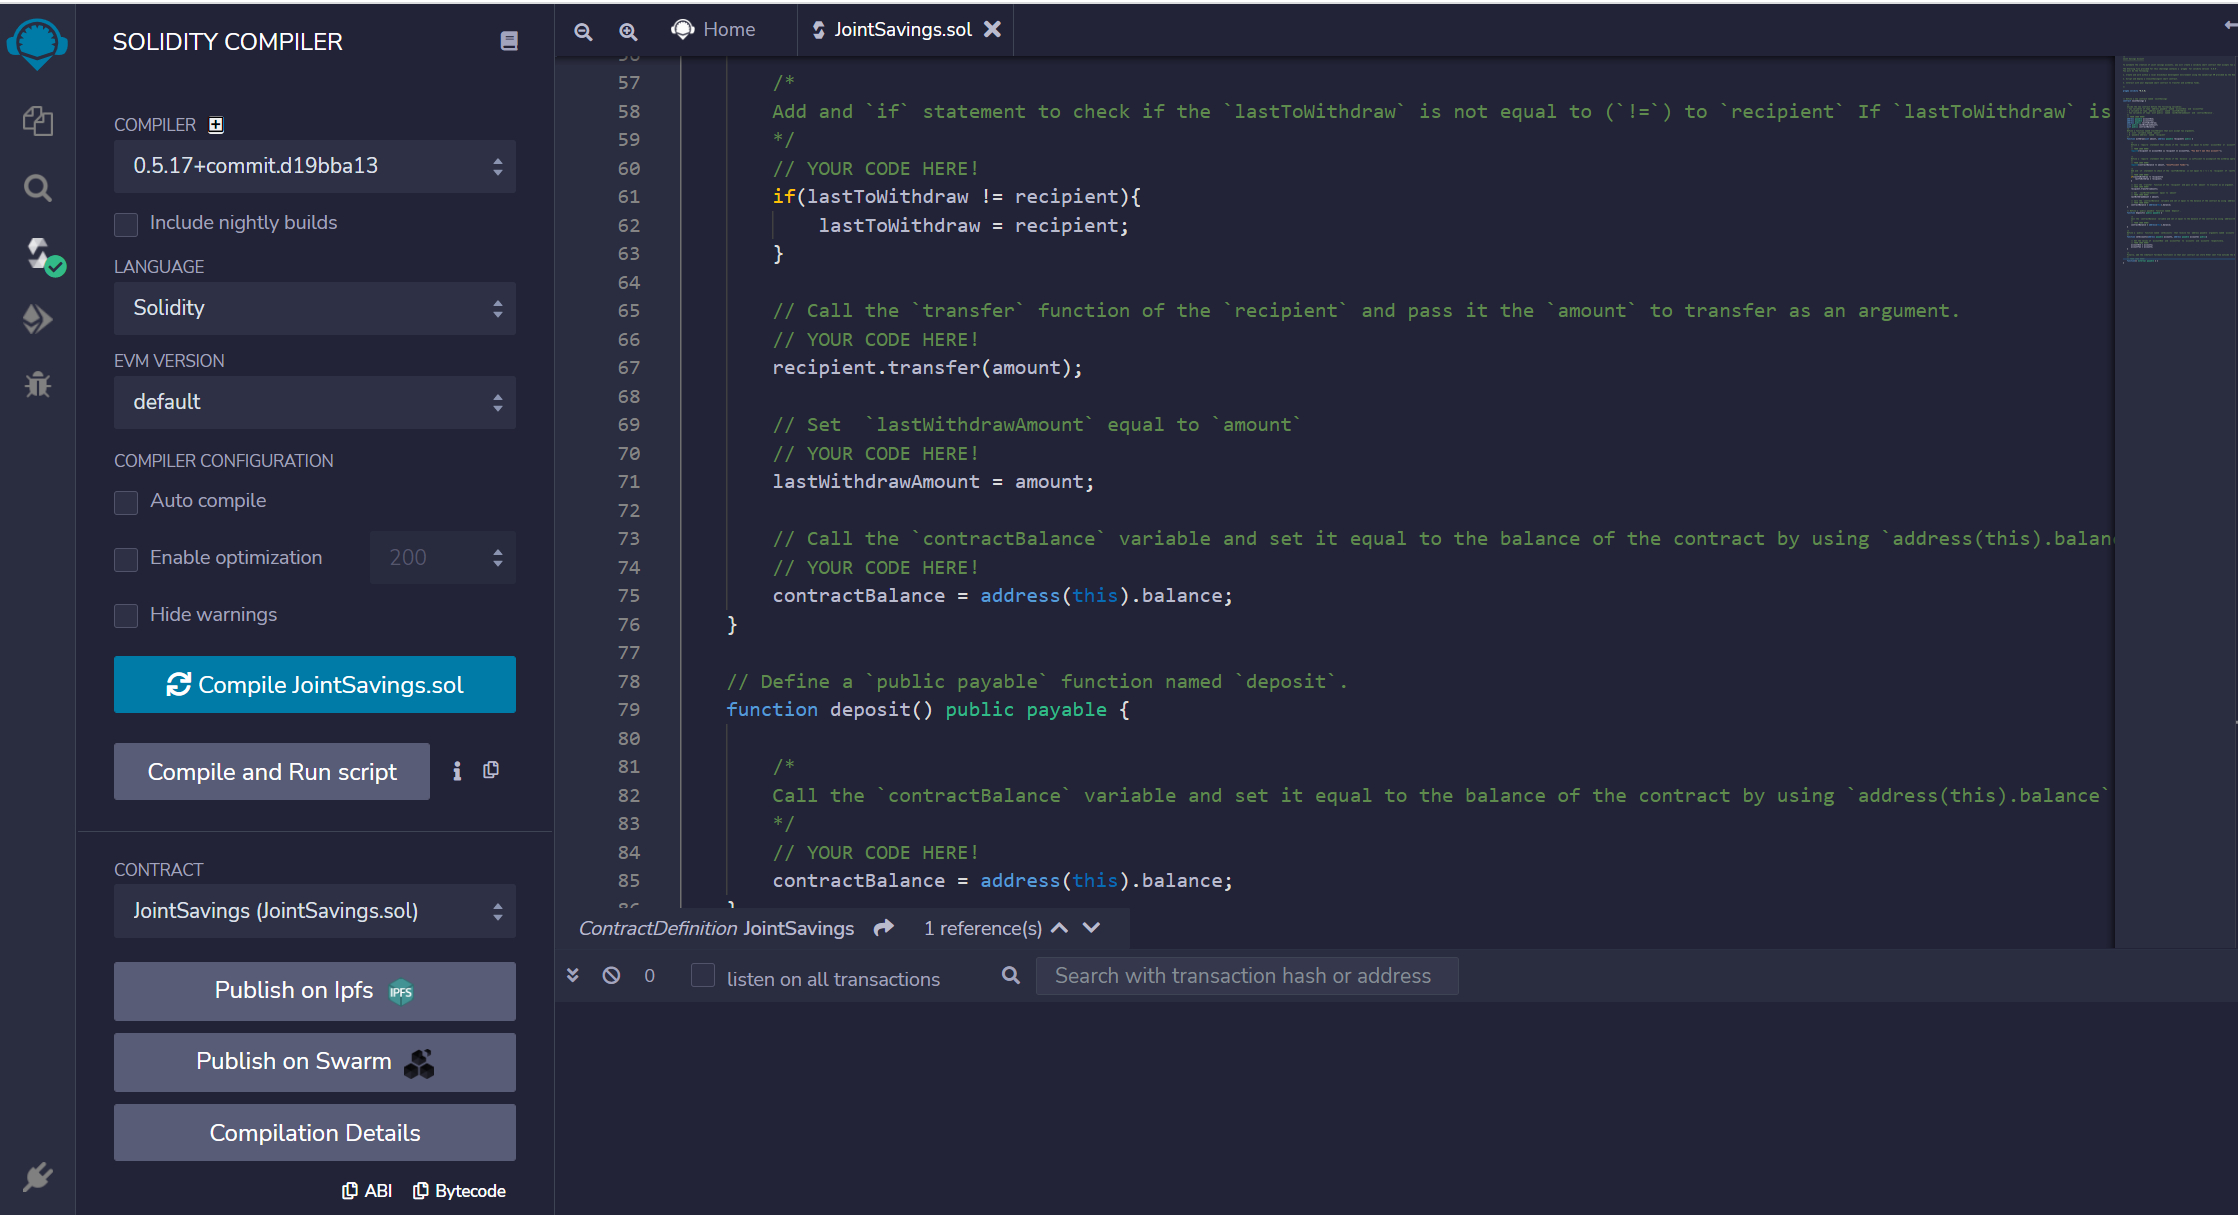 SOLIDITY COMPILER
COMPILER
0.5.17+commit.d19bba13
Include nightly builds
LANGUAGE
Solidity
EVM VERSION
default
COMPILER CONFIGURATION
Auto compile
Enable optimization
200
Hide warnings
Compile JointSavings.sol
Compile and Run script
CONTRACT
JointSavings (JointSavings.sol)
Publish on Ipfs
IPFS
Publish on Swarm
Compilation Details
ABI
Bytecode
Home
JointSavings.sol
57 /*
58 Add and `if` statement to check if the `lastToWithdraw` is not equal to (`!=`) to `recipient` If `lastToWithdraw` is
59 */
60 // YOUR CODE HERE!
61 if(lastToWithdraw != recipient){
62 lastToWithdraw = recipient;
63 }
64
65 // Call the `transfer` function of the `recipient` and pass it the `amount` to transfer as an argument.
66 // YOUR CODE HERE!
67 recipient.transfer(amount);
68
69 // Set  `lastWithdrawAmount` equal to `amount`
70 // YOUR CODE HERE!
71 lastWithdrawAmount = amount;
72
73 // Call the `contractBalance` variable and set it equal to the balance of the contract by using `address(this).balan
74 // YOUR CODE HERE!
75 contractBalance = address(this).balance;
76 }
77
78 // Define a `public payable` function named `deposit`.
79 function deposit() public payable {
80
81 /*
82 Call the `contractBalance` variable and set it equal to the balance of the contract by using `address(this).balance`
83 */
84 // YOUR CODE HERE!
85 contractBalance = address(this).balance;
86 }
ContractDefinition JointSavings
1 reference(s)
0
listen on all transactions
Search with transaction hash or address